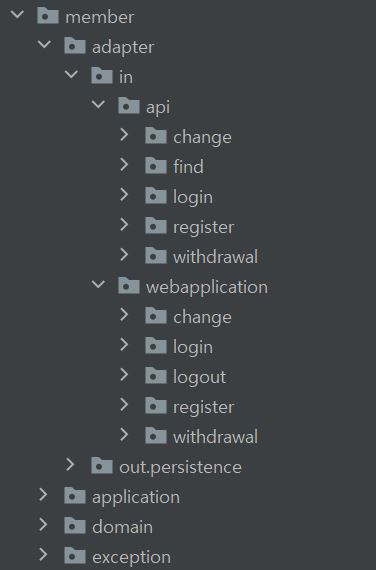 member
adapter
in
api
change
find
login
register
withdrawal
webapplication
change
login
logout
register
withdrawal
out.persistence
application
domain
exception